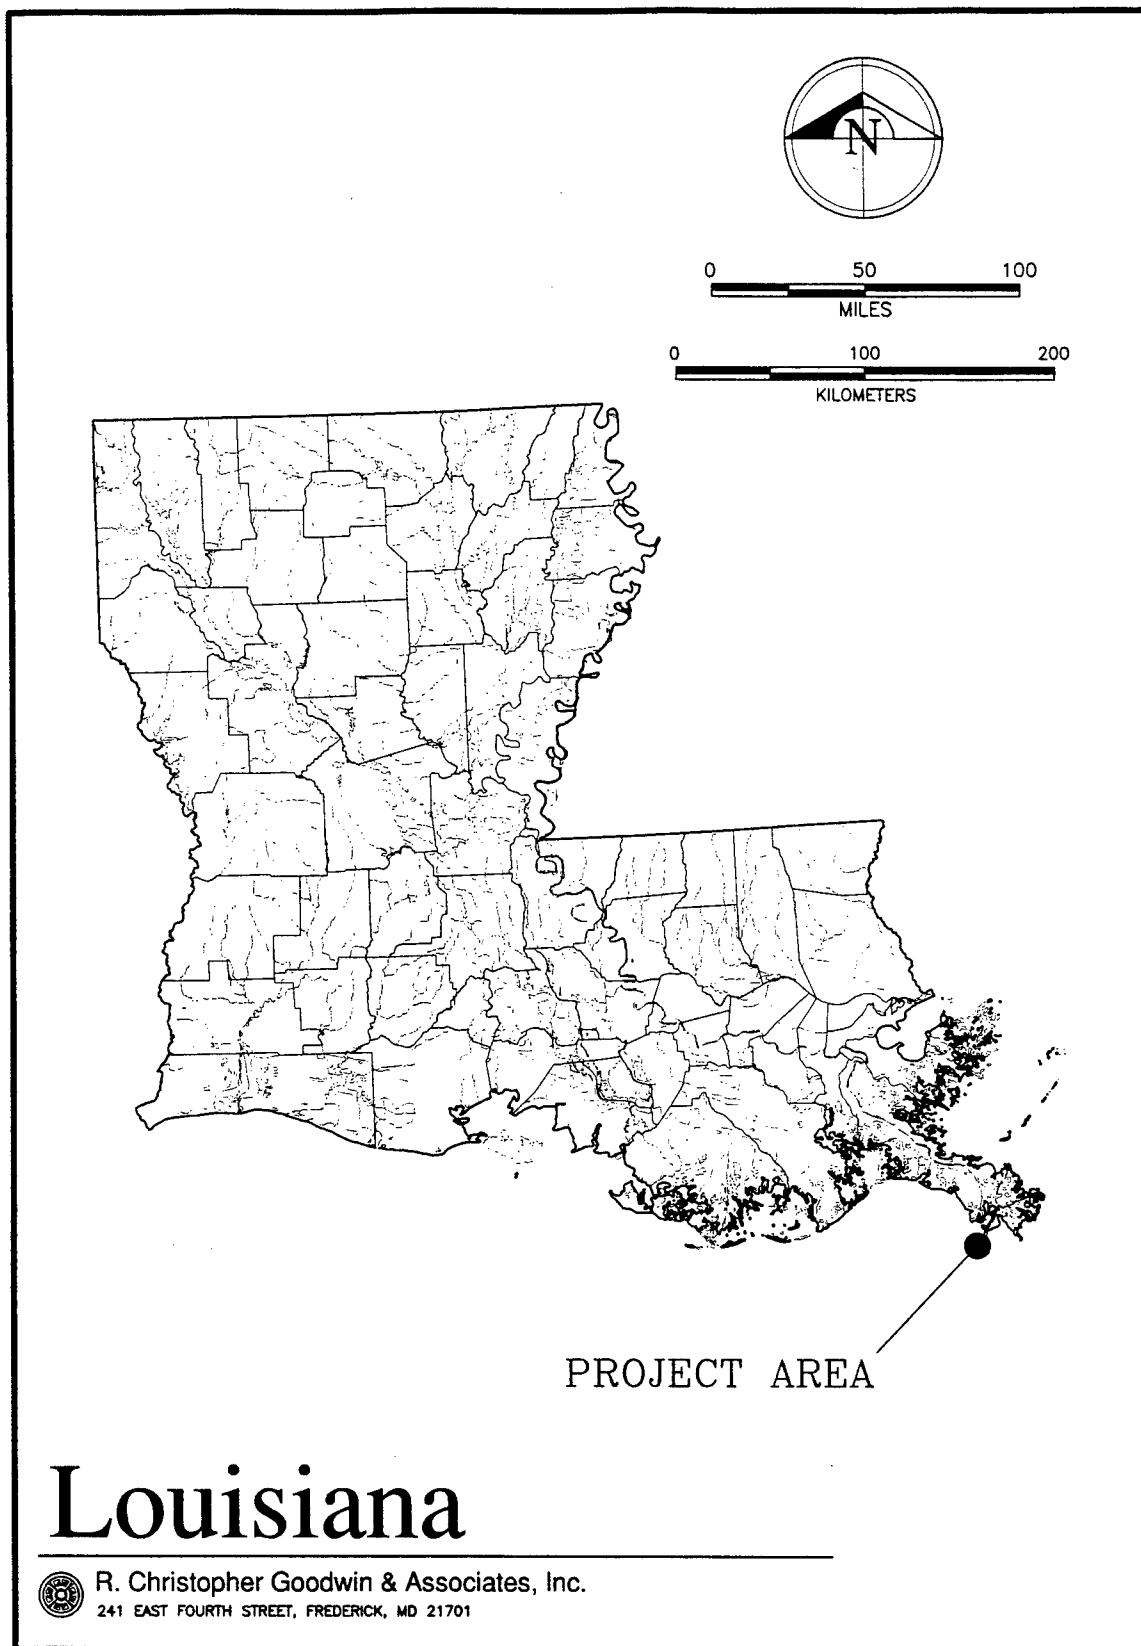 N
0 50 100
MILES
0 100 200
KILOMETERS
PROJECT AREA
Louisiana
R. Christopher Goodwin & Associates, Inc.
241 EAST FOURTH STREET, FREDERICK, MD 21701